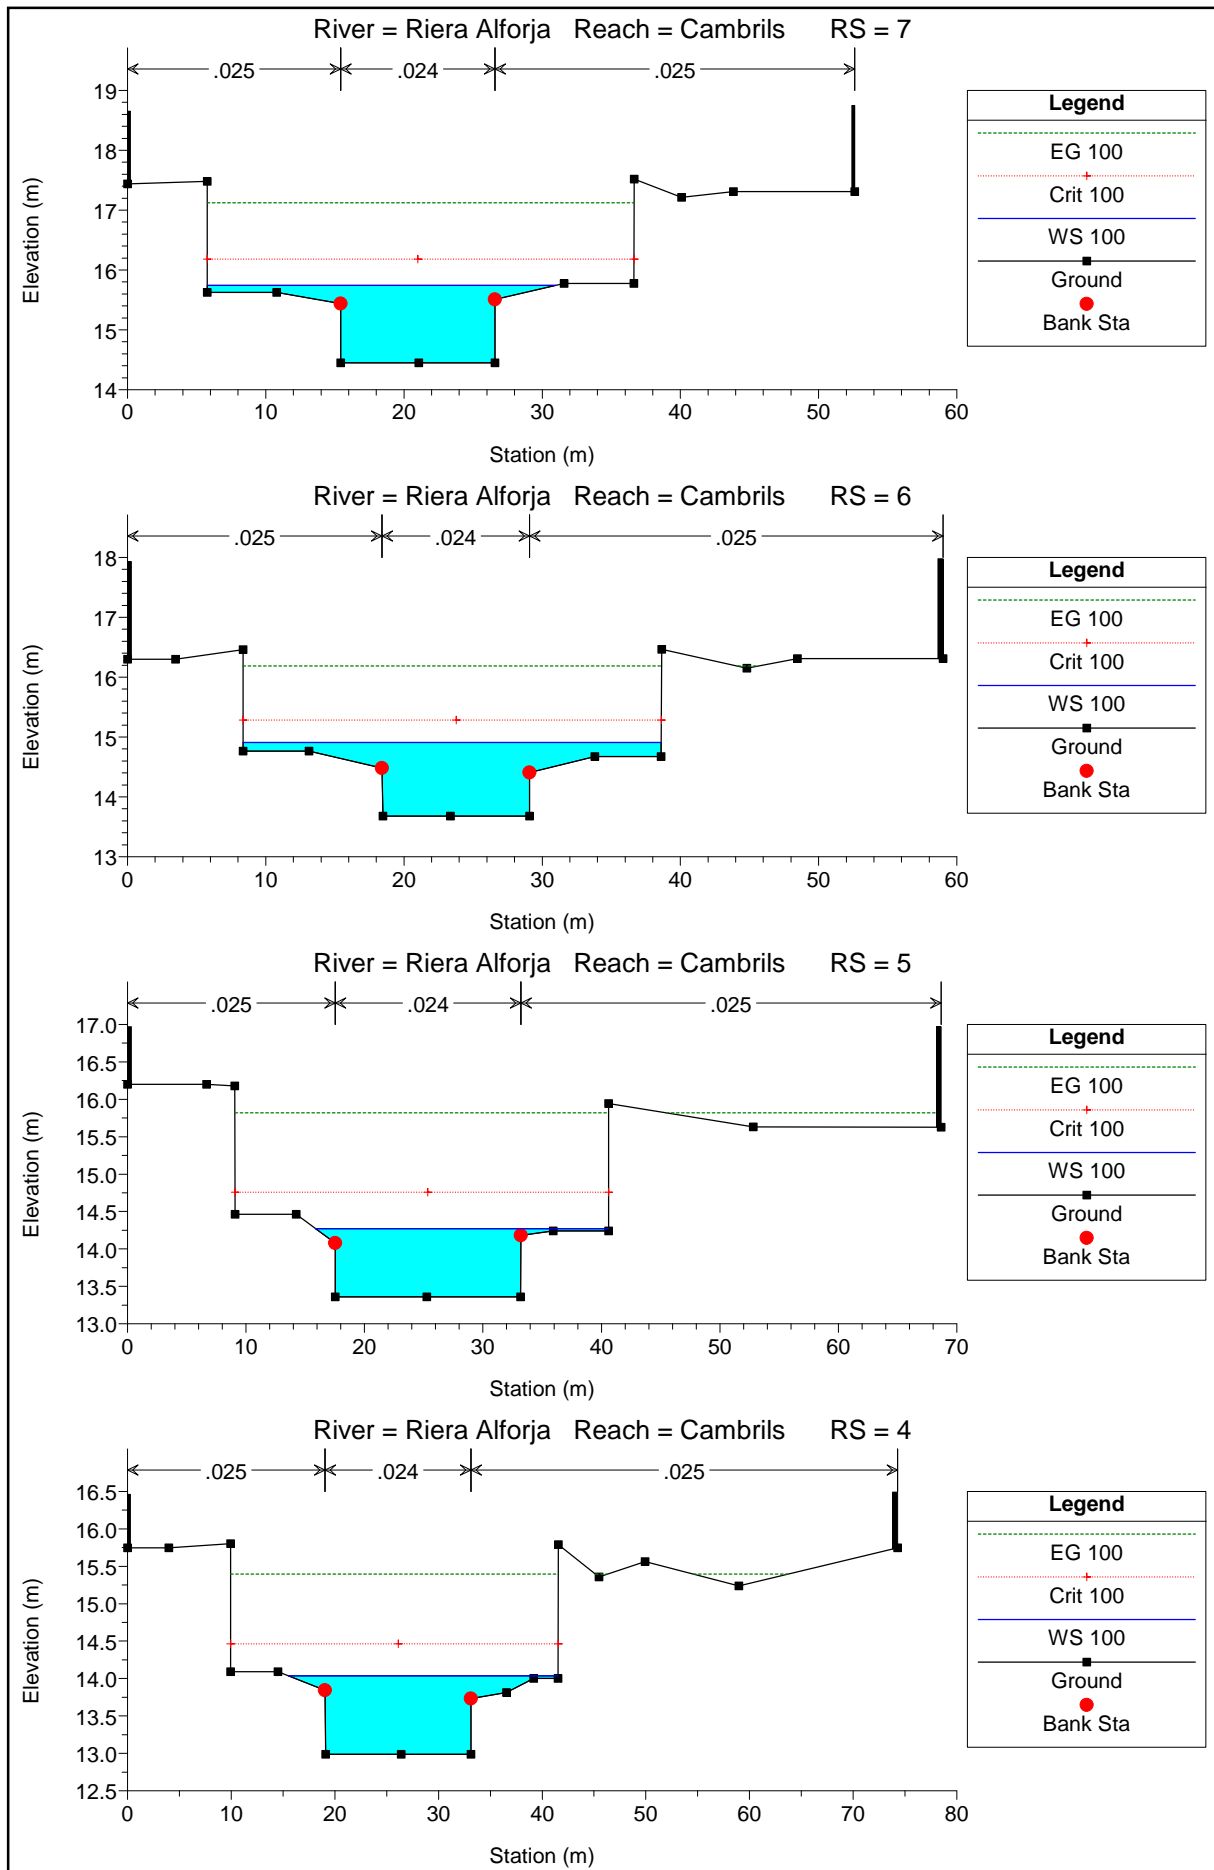 River = Riera Alforja Reach = Cambrils RS = 7
.025 .024 .025
19
18
17
16
15
14
Elevation (m)
0 10 20 30 40 50 60
Station (m)
Legend
EG 100
Crit 100
WS 100
Ground
Bank Sta
River = Riera Alforja Reach = Cambrils RS = 6
.025 .024 .025
18
17
16
15
14
13
Elevation (m)
0 10 20 30 40 50 60
Station (m)
Legend
EG 100
Crit 100
WS 100
Ground
Bank Sta
River = Riera Alforja Reach = Cambrils RS = 5
.025 .024 .025
17.0
16.5
16.0
15.5
15.0
14.5
14.0
13.5
13.0
Elevation (m)
0 10 20 30 40 50 60 70
Station (m)
Legend
EG 100
Crit 100
WS 100
Ground
Bank Sta
River = Riera Alforja Reach = Cambrils RS = 4
.025 .024 .025
16.5
16.0
15.5
15.0
14.5
14.0
13.5
13.0
12.5
Elevation (m)
0 10 20 30 40 50 60 70 80
Station (m)
Legend
EG 100
Crit 100
WS 100
Ground
Bank Sta